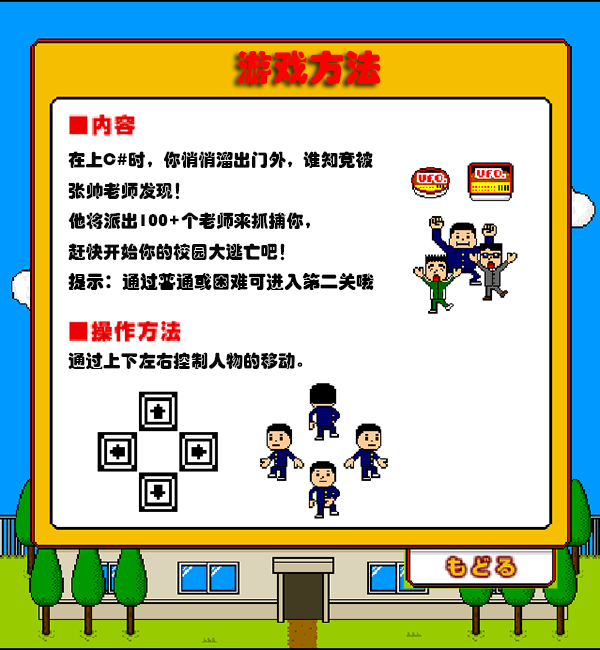 游戏方法
■内容
在上C#时，你悄悄溜出门外，谁知竟被
张帅老师发现！
他将派出100+个老师来抓捕你，
赶快开始你的校园大逃亡吧！
提示：通过普通或困难可进入第二关哦
U.F.O.
U.F.O.
■操作方法
通过上下左右控制人物的移动。
もどる